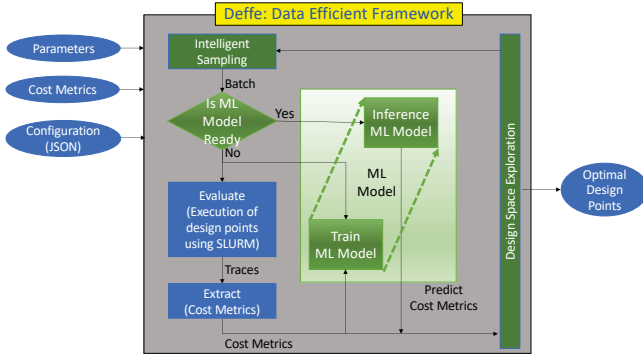 Deffe: Data Efficient Framework
Parameters
Cost Metrics
Configuration
(JSON)
Intelligent
Sampling
Batch
Is ML
Model
Ready
Yes
No
Inference
ML Model
ML
Model
Evaluate
(Execution of
design points
using SLURM)
Train
ML Model
Traces
Extract
(Cost Metrics)
Predict
Cost Metrics
Cost Metrics
Design Space Exploration
Optimal
Design
Points